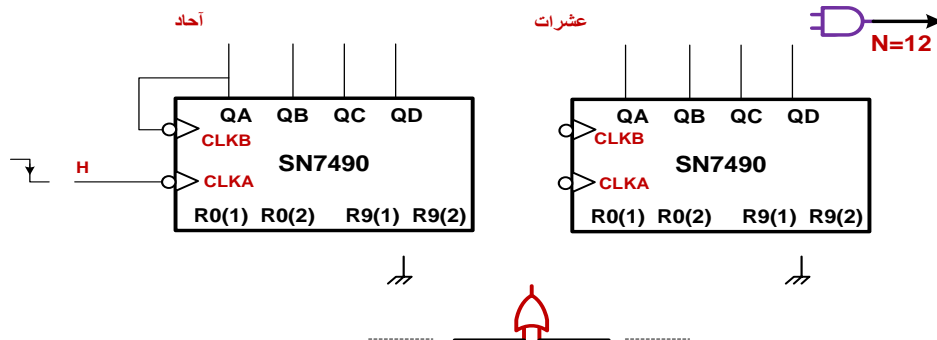 آحاد
عشرات
N=12
QA QB QC QD
CLKB
SN7490
H
CLKA
R0(1) R0(2) R9(1) R9(2)
QA QB QC QD
CLKB
SN7490
CLKA
R0(1) R0(2) R9(1) R9(2)